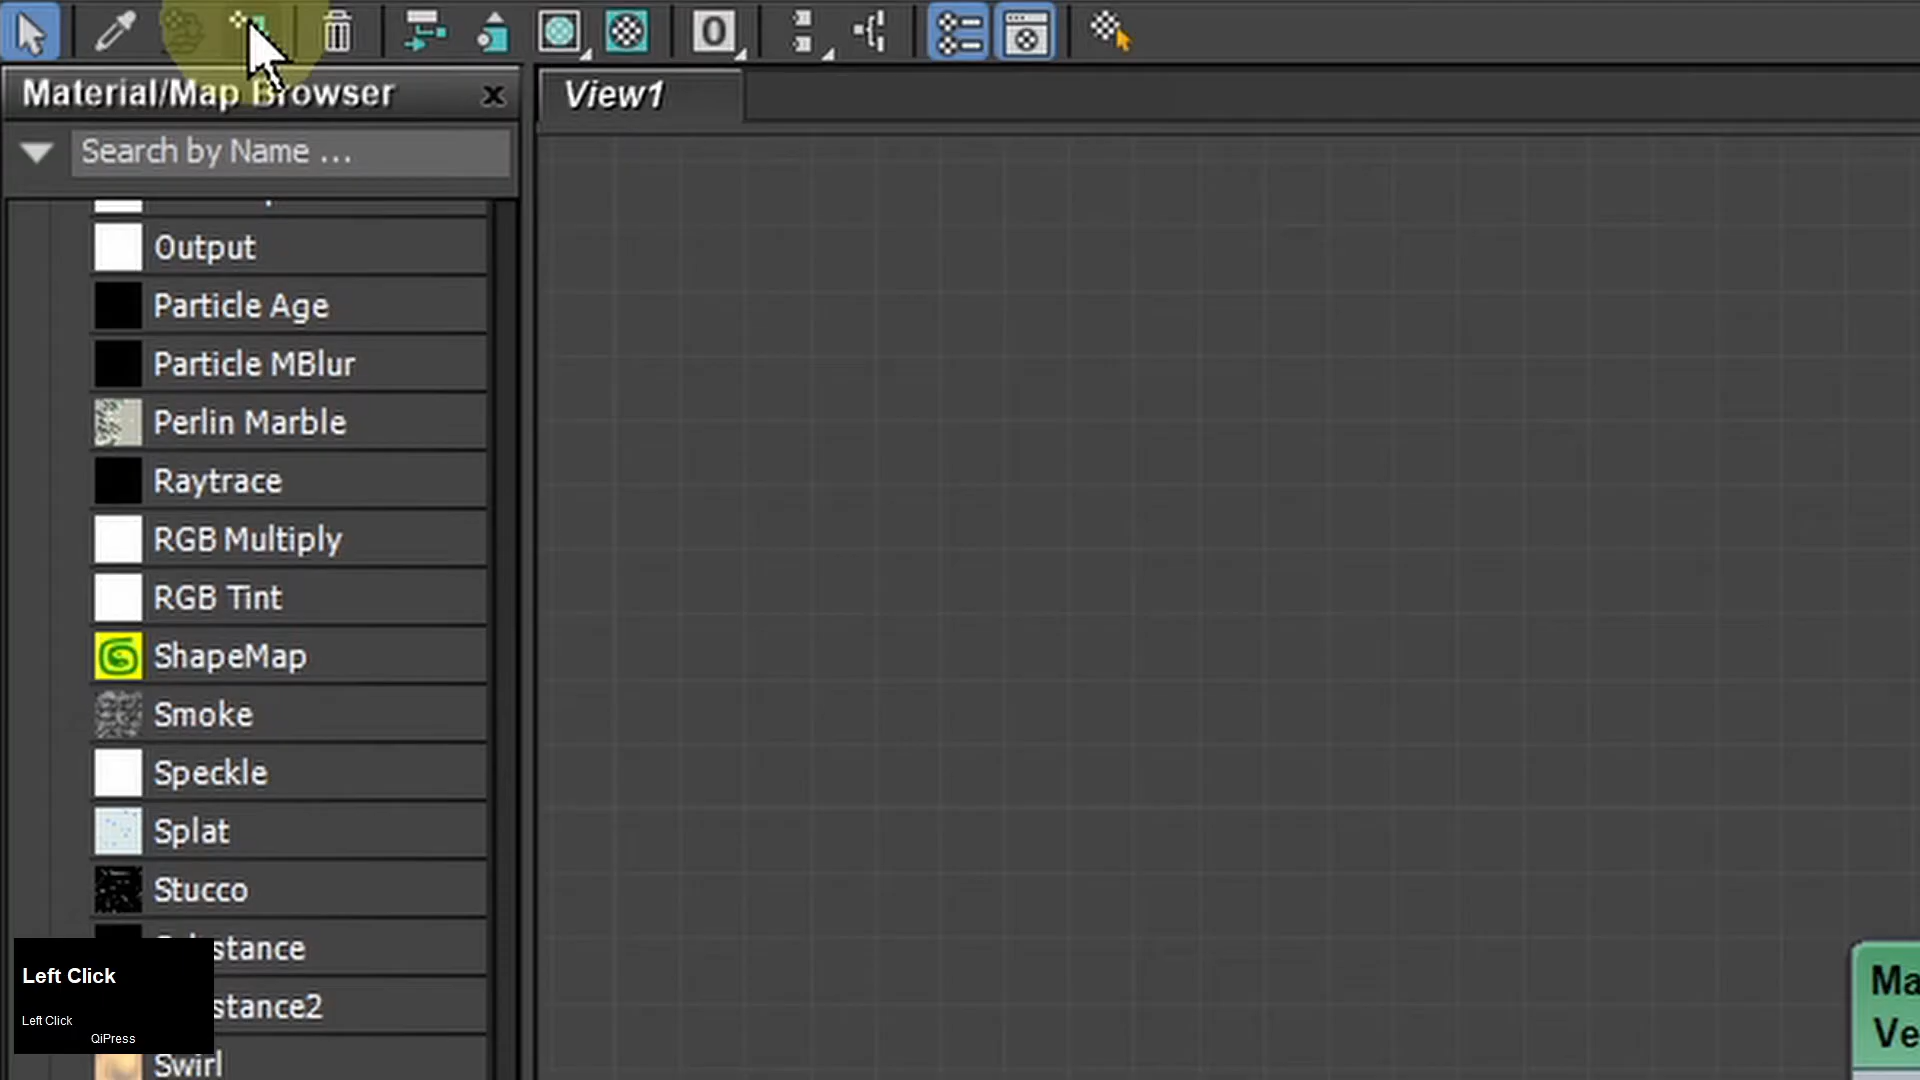 Material/Map Browser
View1
Search by Name ...
Output
Particle Age
Particle MBlur
Perlin Marble
Raytrace
RGB Multiply
RGB Tint
ShapeMap
Smoke
Speckle
Splat
Stucco
stance
stance2
Swirl
Left Click
Left Click
QiPress
Ma
Ve
0